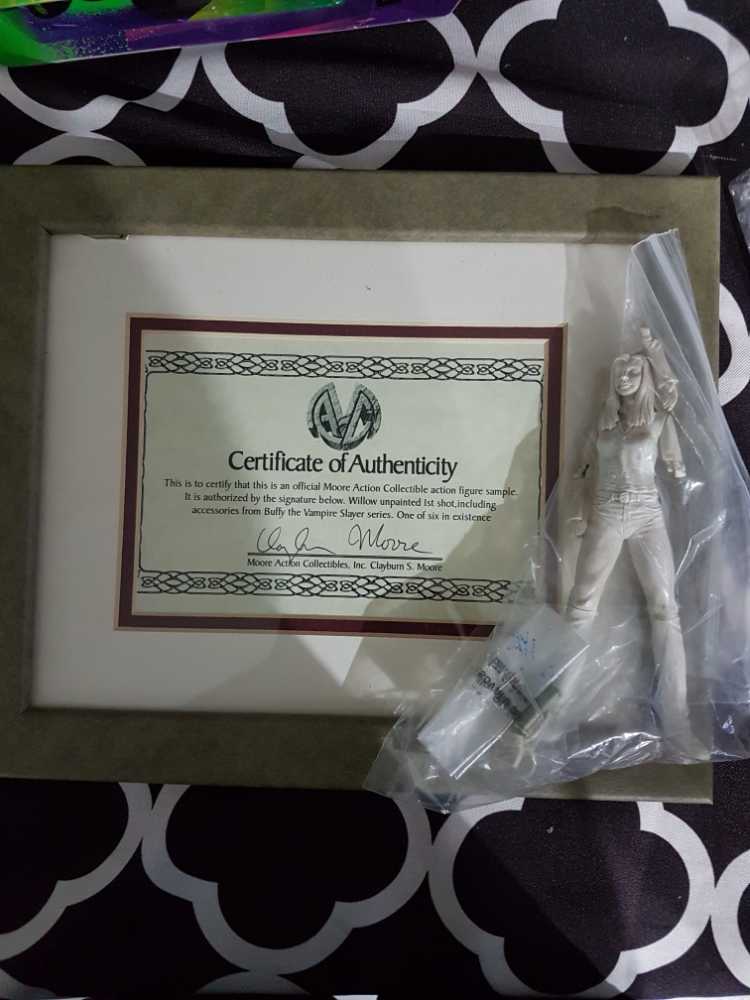 Certificate of Authenticity
This is to certify that this is an official Moore Action Collectible action figure sample.
It is authorized by the signature below. Willow unpainted 1st shot,including
accessories from Buffy the Vampire Slayer series. One of six in existence
Clay Moore
Moore Action Collectibles, Inc. Clayburn S. Moore